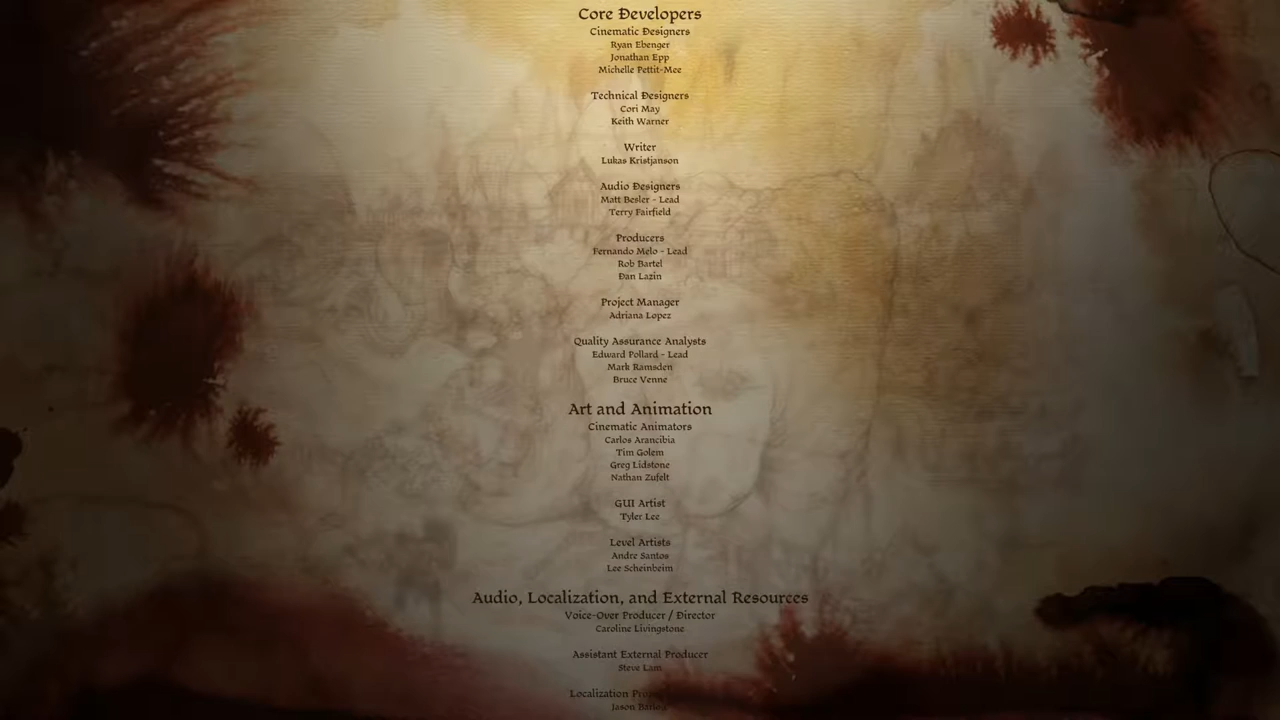 Core Developers
Cinematic Designers
Ryan Ebenger
Jonathan Epp
Michelle Pettit-Mee
Technical Designers
Cori May
Keith Warner
Writer
Lukas Kristjanson
Audio Designers
Matt Besler - Lead
Terry Fairfield
Producers
Fernando Melo - Lead
Rob Bartel
Dan Lazin
Project Manager
Adriana Lopez
Quality Assurance Analysts
Edward Pollard - Lead
Mark Ramsden
Bruce Venne
Art and Animation
Cinematic Animators
Carlos Arancibia
Tim Golem
Greg Lidstone
Nathan Zufelt
GUI Artist
Tyler Lee
Level Artists
Andre Santos
Lee Scheinbeim
Audio, Localization, and External Resources
Voice-Over Producer / Director
Caroline Livingstone
Assistant External Producer
Steve Lam
Localization
Jason